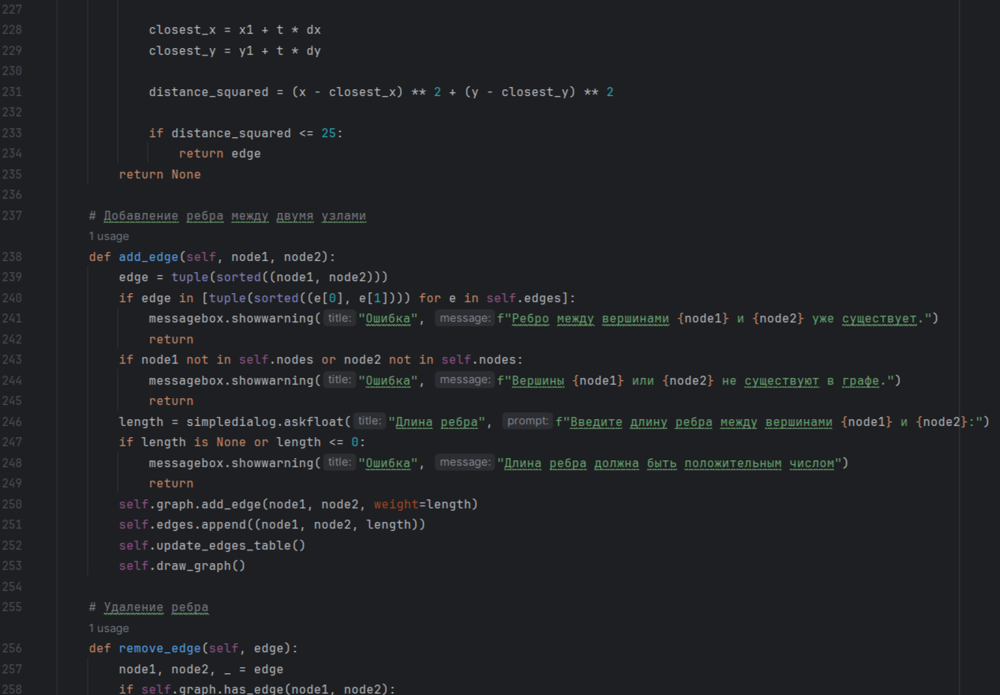 227
228 closest_x = x1 + t * dx
229 closest_y = y1 + t * dy
230
231 distance_squared = (x - closest_x) ** 2 + (y - closest_y) ** 2
232
233 if distance_squared <= 25:
234 return edge
235 return None
236
237 # Добавление ребра между двумя узлами
1 usage
238 def add_edge(self, node1, node2):
239 edge = tuple(sorted((node1, node2)))
240 if edge in [tuple(sorted((e[0], e[1]))) for e in self.edges]:
241 messagebox.showwarning( title: "Ошибка", message: f"Ребро между вершинами {node1} и {node2} уже существует.")
242 return
243 if node1 not in self.nodes or node2 not in self.nodes:
244 messagebox.showwarning( title: "Ошибка", message: f"Вершины {node1} или {node2} не существуют в графе.")
245 return
246 length = simpledialog.askfloat( title: "Длина ребра", prompt: f"Введите длину ребра между вершинами {node1} и {node2}:")
247 if length is None or length <= 0:
248 messagebox.showwarning( title: "Ошибка", message: "Длина ребра должна быть положительным числом")
249 return
250 self.graph.add_edge(node1, node2, weight=length)
251 self.edges.append((node1, node2, length))
252 self.update_edges_table()
253 self.draw_graph()
254
255 # Удаление ребра
1 usage
256 def remove_edge(self, edge):
257 node1, node2, _ = edge
258 if self.graph.has_edge(node1, node2):